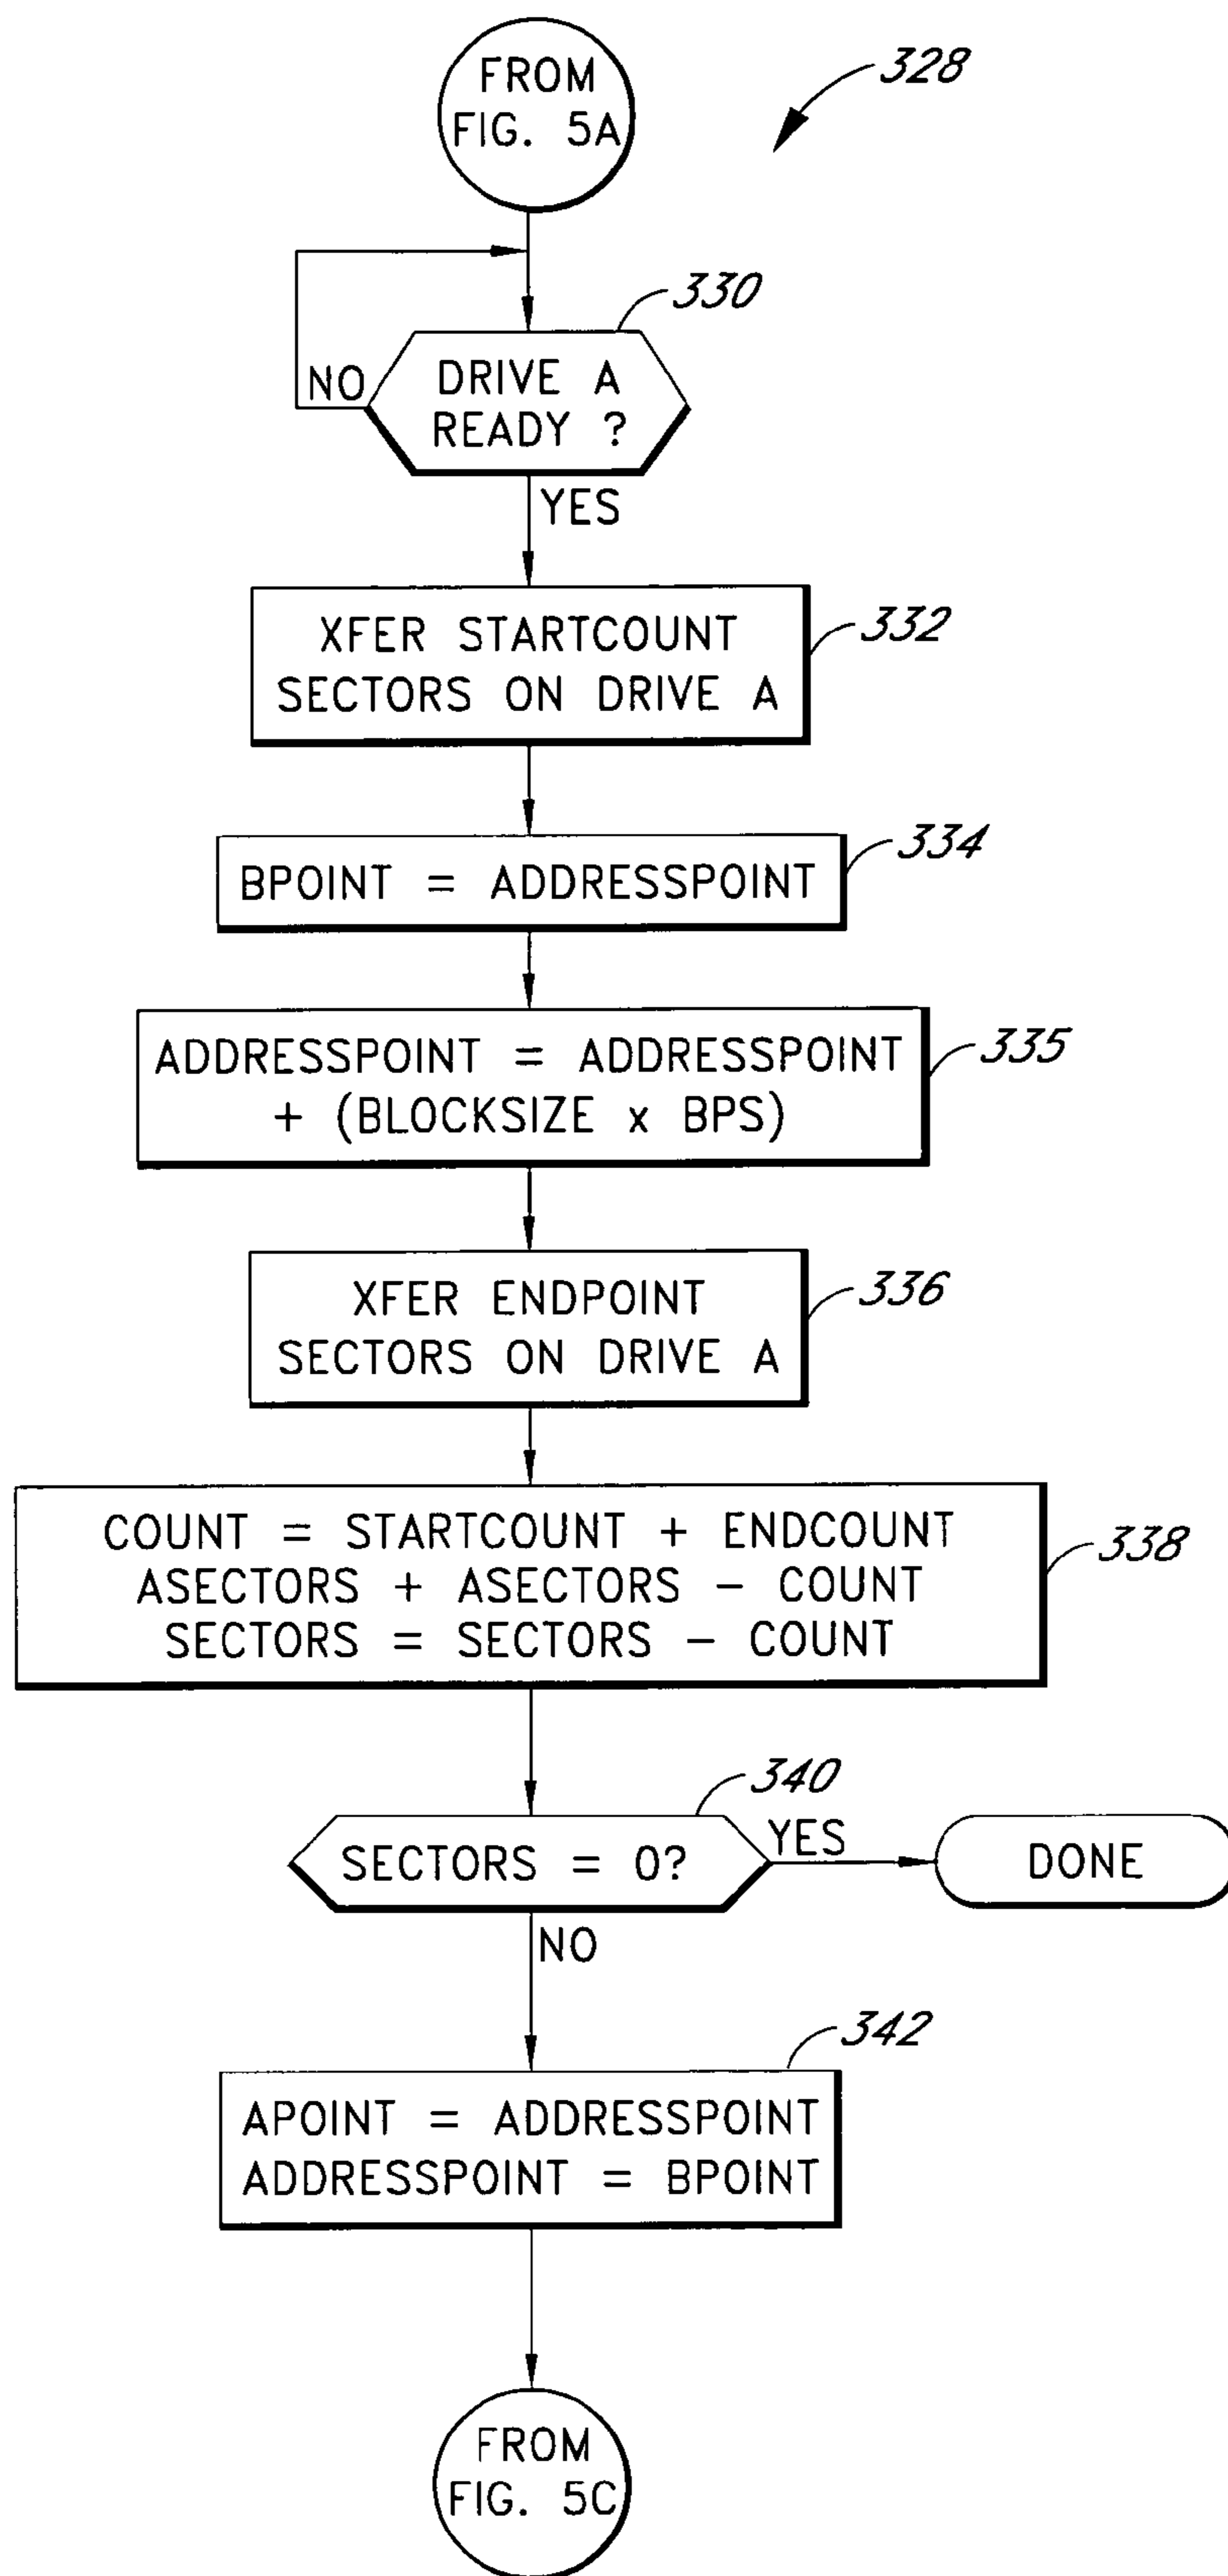 FROM
FIG. 5A
328
330
DRIVE A
READY ?
NO
YES
XFER STARTCOUNT
SECTORS ON DRIVE A
332
BPOINT = ADDRESSPOINT
334
ADDRESSPOINT = ADDRESSPOINT
+ (BLOCKSIZE x BPS)
335
XFER ENDPOINT
SECTORS ON DRIVE A
336
COUNT = STARTCOUNT + ENDCOUNT
ASECTORS + ASECTORS - COUNT
SECTORS = SECTORS - COUNT
338
340
SECTORS = 0?
YES
DONE
NO
342
APOINT = ADDRESSPOINT
ADDRESSPOINT = BPOINT
FROM
FIG. 5C